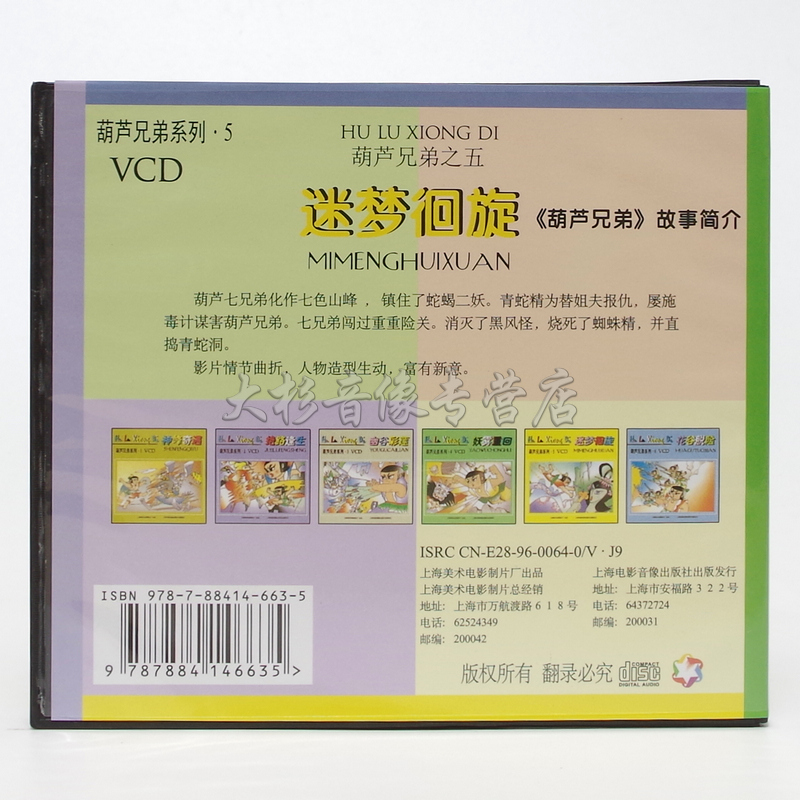 葫芦兄弟系列·5
VCD
HU LU XIONG DI
葫芦兄弟之五
迷梦徊旋
《葫芦兄弟》故事简介
MIMENGHUIXUAN
葫芦七兄弟化作七色山峰，镇住了蛇蝎二妖。青蛇精为替姐夫报仇，屡施
毒计谋害葫芦兄弟。七兄弟闯过重重险关。消灭了黑风怪，烧死了蜘蛛精，并直
捣青蛇洞。
影片情节曲折，人物造型生动，富有新意。
大杉音像专营店
ISRC CN-E28-96-0064-0/V·J9
上海美术电影制片厂出品
上海美术电影制片总经销
地址：上海市万航渡路618号
电话：62524349
邮编：200042
上海电影音像出版社出版发行
地址：上海市安福路322号
电话：64372724
邮编：200031
ISBN 978-7-88414-663-5
9 787884 146635 >
版权所有 翻录必究
COMPACT
disc
DIGITAL AUDIO